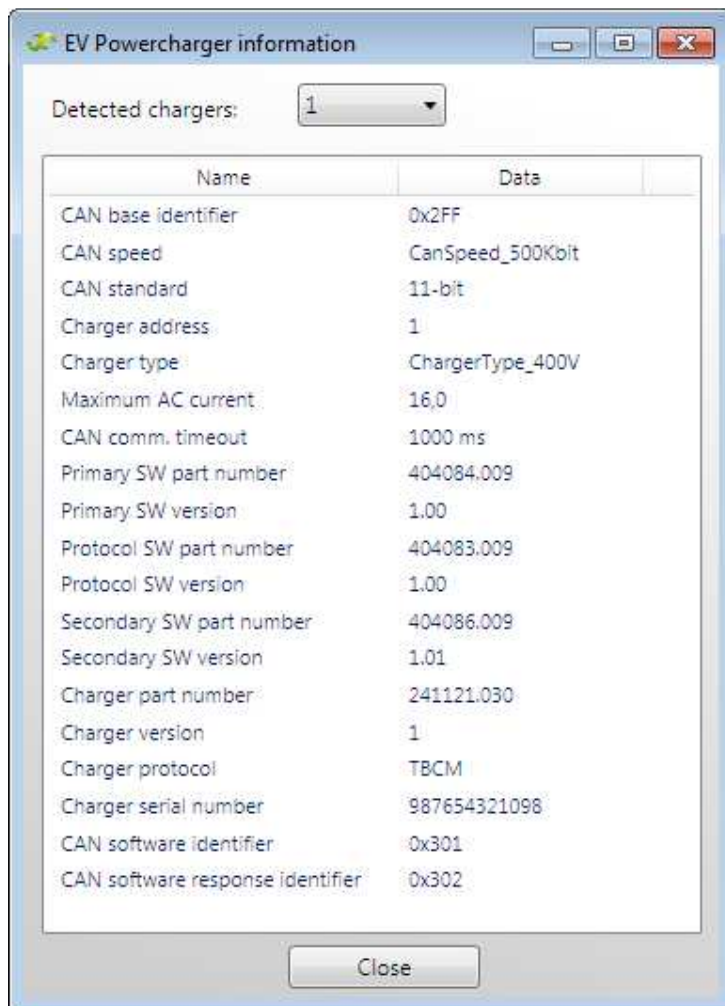 EV Powercharger information
Detected chargers: 1
Name Data
CAN base identifier 0x2FF
CAN speed CanSpeed_500Kbit
CAN standard 11-bit
Charger address 1
Charger type ChargerType_400V
Maximum AC current 16,0
CAN comm. timeout 1000 ms
Primary SW part number 404084.009
Primary SW version 1.00
Protocol SW part number 404083.009
Protocol SW version 1.00
Secondary SW part number 404086.009
Secondary SW version 1.01
Charger part number 241121.030
Charger version 1
Charger protocol TBCM
Charger serial number 987654321098
CAN software identifier 0x301
CAN software response identifier 0x302
Close